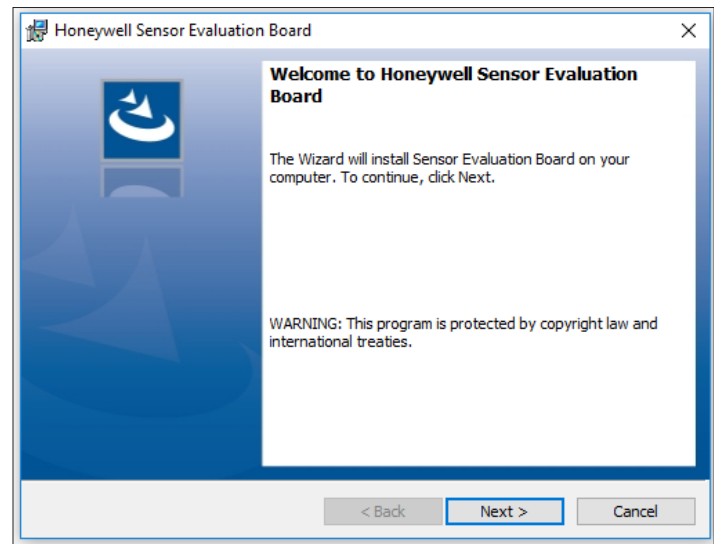 Honeywell Sensor Evaluation Board
Welcome to Honeywell Sensor Evaluation
Board
The Wizard will install Sensor Evaluation Board on your
computer. To continue, click Next.
WARNING: This program is protected by copyright law and
international treaties.
< Back
Next >
Cancel